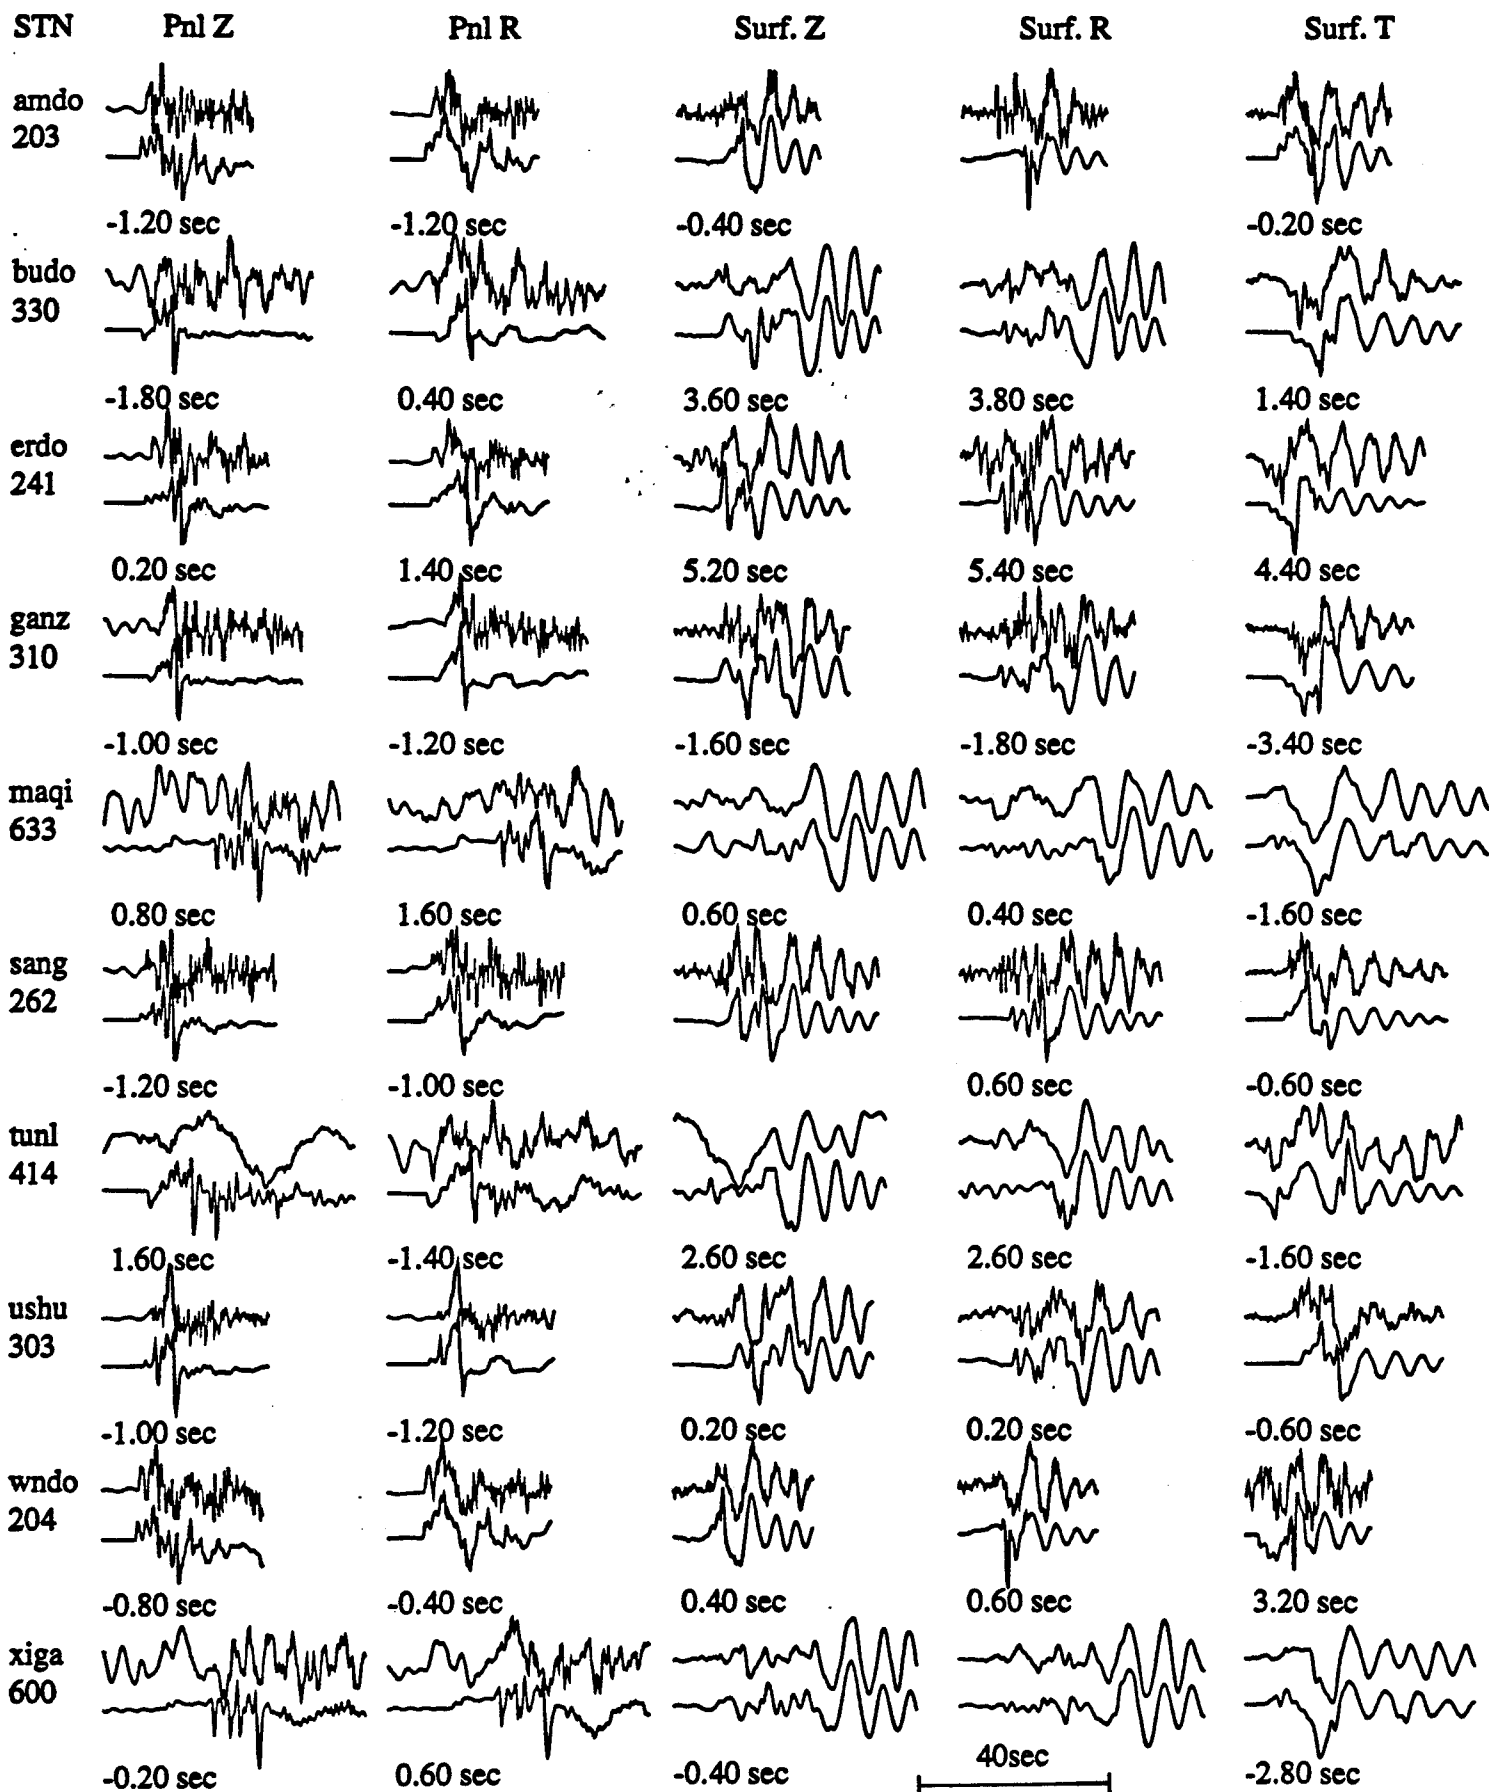 STN Pnl Z Pnl R Surf. Z Surf. R Surf. T
amdo
203
-1.20 sec -1.20 sec -0.40 sec -0.20 sec
budo
330
-1.80 sec 0.40 sec 3.60 sec 3.80 sec 1.40 sec
erdo
241
0.20 sec 1.40 sec 5.20 sec 5.40 sec 4.40 sec
ganz
310
-1.00 sec -1.20 sec -1.60 sec -1.80 sec -3.40 sec
maqi
633
0.80 sec 1.60 sec 0.60 sec 0.40 sec -1.60 sec
sang
262
-1.20 sec -1.00 sec 0.60 sec -0.60 sec
tunl
414
1.60 sec -1.40 sec 2.60 sec 2.60 sec -1.60 sec
ushu
303
-1.00 sec -1.20 sec 0.20 sec 0.20 sec -0.60 sec
wndo
204
-0.80 sec -0.40 sec 0.40 sec 0.60 sec 3.20 sec
xiga
600
40sec
-0.20 sec 0.60 sec -0.40 sec -2.80 sec